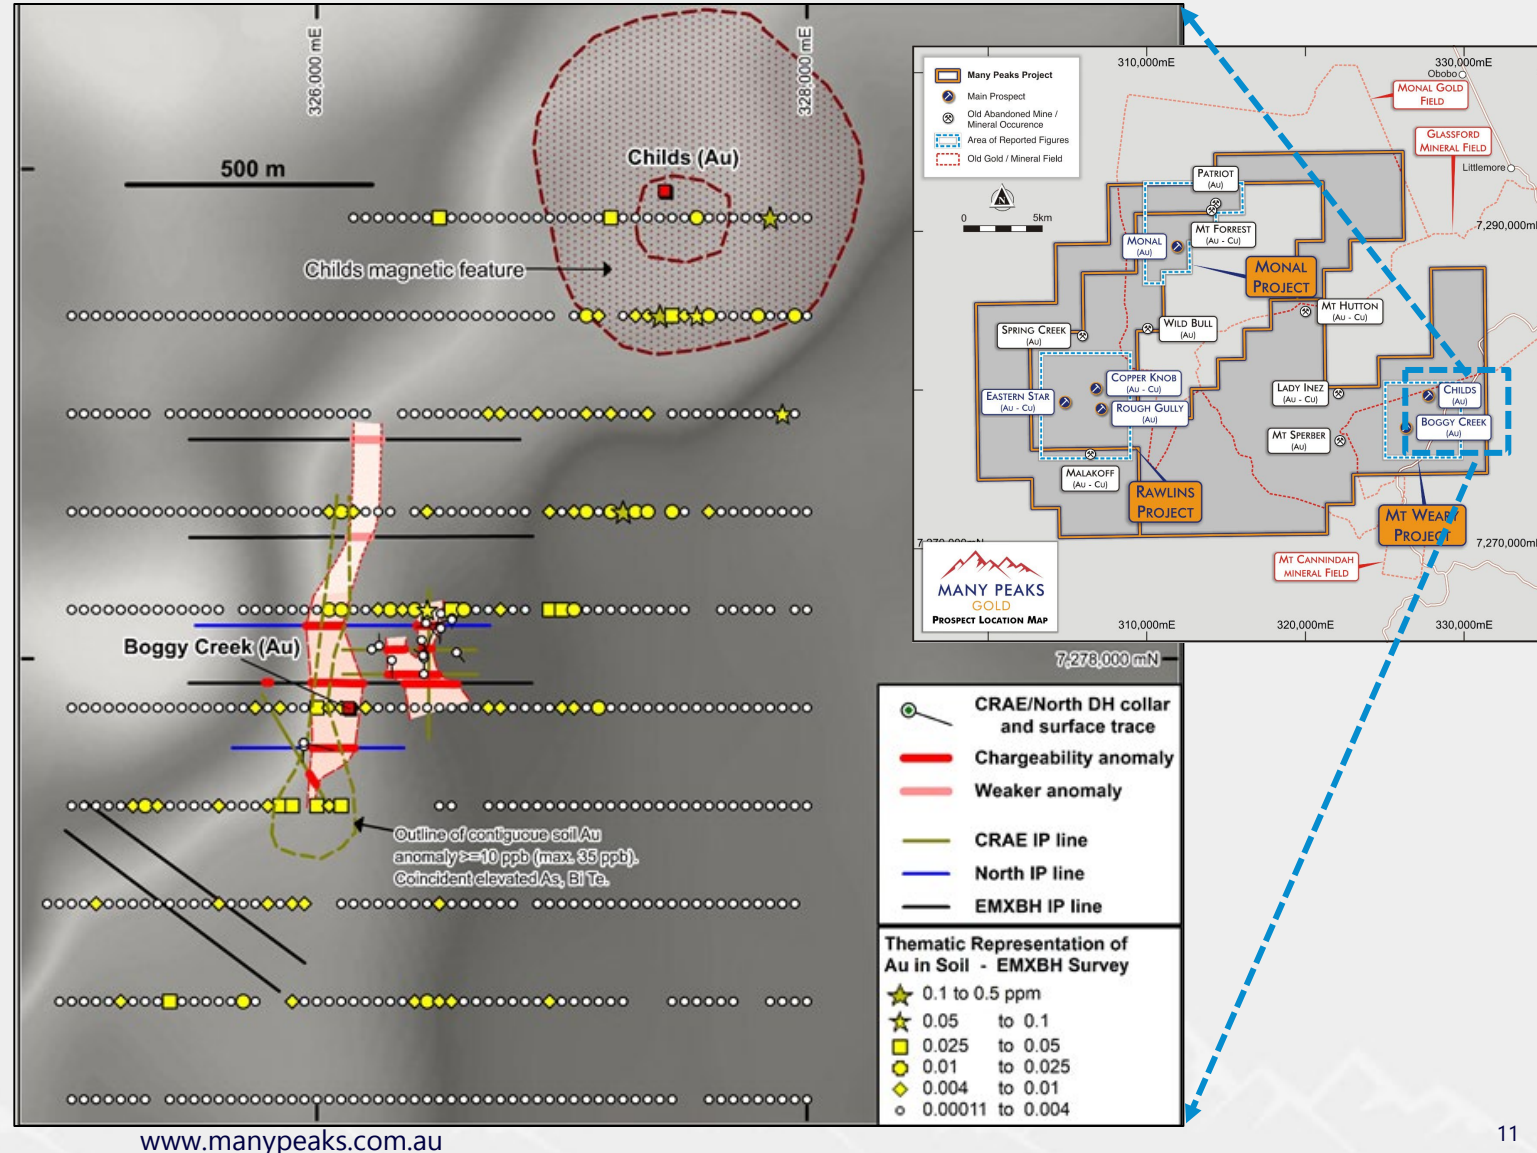 326,000 mE
328,000 mE
500 m
Childs (Au)
Childs magnetic feature
Boggy Creek (Au)
7,278,000 mN
Outline of contiguous soil Au
anomaly >=10 ppb (max. 35 ppb).
Coincident elevated As, Bi Te.
CRAE/North DH collar
and surface trace
Chargeability anomaly
Weaker anomaly
CRAE IP line
North IP line
EMXBH IP line
Thematic Representation of
Au in Soil - EMXBH Survey
0.1 to 0.5 ppm
0.05 to 0.1
0.025 to 0.05
0.01 to 0.025
0.004 to 0.01
0.00011 to 0.004
Many Peaks Project
Main Prospect
Old Abandoned Mine /
Mineral Occurence
Area of Reported Figures
Old Gold / Mineral Field
0 5km
310,000mE
330,000mE
Obobo
MONAL GOLD
FIELD
GLASSFORD
MINERAL FIELD
Littlemore
PATRIOT
(Au)
7,290,000mN
MT FORREST
(Au - Cu)
MONAL
(Au)
MONAL
PROJECT
MT HUTTON
(Au - Cu)
SPRING CREEK
(Au)
WILD BULL
(Au)
COPPER KNOB
(Au - Cu)
EASTERN STAR
(Au - Cu)
ROUGH GULLY
(Au)
LADY INEZ
(Au - Cu)
CHILDS
(Au)
BOGGY CREEK
(Au)
MT SPERBER
(Au)
MALAKOFF
(Au - Cu)
RAWLINS
PROJECT
MT WEARY
PROJECT
7,270,000mN
7,270,000mN
MT CANNINDAH
MINERAL FIELD
MANY PEAKS
GOLD
PROSPECT LOCATION MAP
310,000mE
320,000mE
330,000mE
www.manypeaks.com.au
11